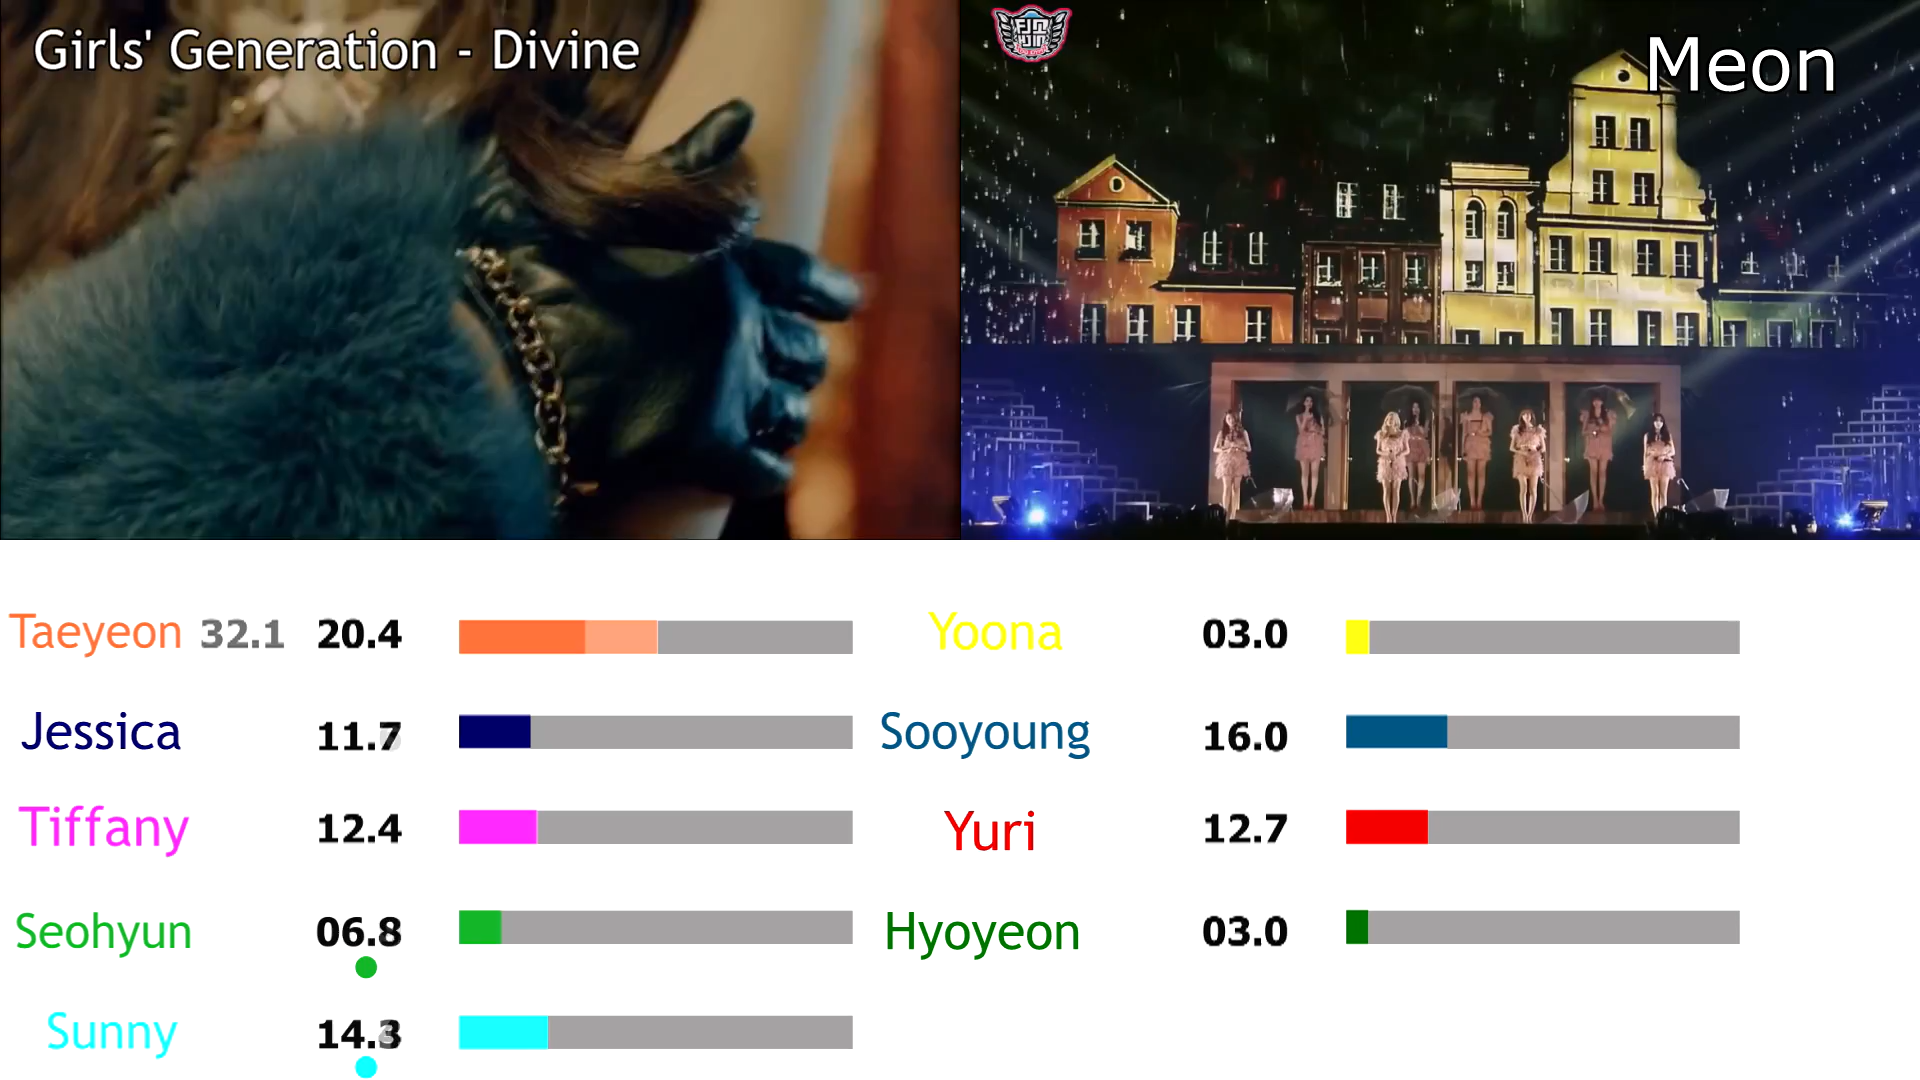 Girls' Generation - Divine
Meon
Taeyeon 32.1 20.4
Yoona 03.0
Jessica 11.7
Sooyoung 16.0
Tiffany 12.4
Yuri 12.7
Seohyun 06.8
Hyoyeon 03.0
Sunny 14.3